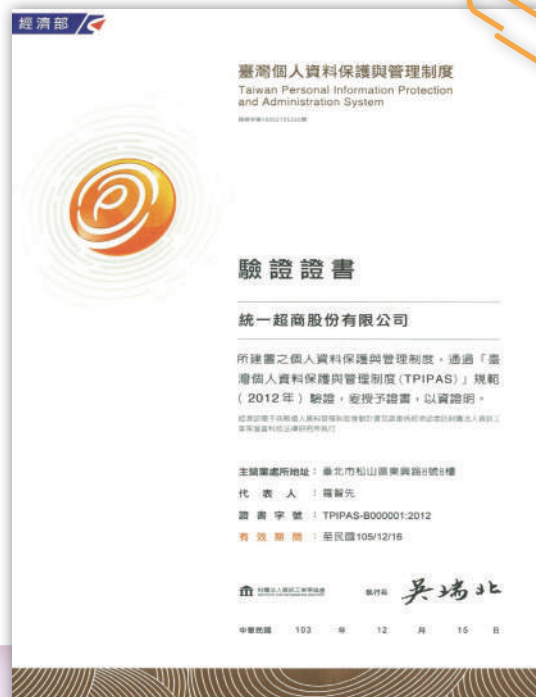 經濟部
臺灣個人資料保護與管理制度
Taiwan Personal Information Protection
and Administration System
驗證證書
統一超商股份有限公司
所建置之個人資料保護與管理制度,通過「臺
灣個人資料保護與管理制度(TPIPAS)」規範
(2012年)驗證,爰授予證書,以資證明。
主營業處所地址:臺北市松山區東興路8號8樓
代 表 人 :羅智先
證 書 字 號 :TPIPAS-B000001:2012
有 效 期 間 :至民國105/12/16
執行長 吳瑞北
中華民國 103 年 12 月 15 日